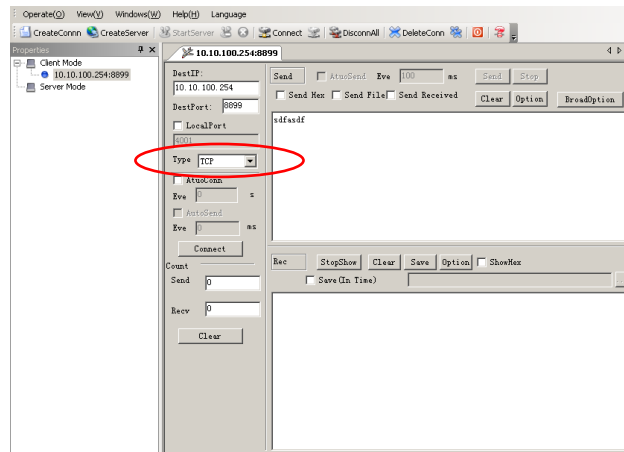 Operate(O) View(V) Windows(W) Help(H) Language
CreateConnn CreateServer StartServer Connect DisconnAll DeleteConn
Properties
Client Mode
10.10.100.254:8899
Server Mode
10.10.100.254:8899
DestIP:
10.10.100.254
DestPort: 8899
LocalPort
4001
Type TCP
AtuoConn
Eve 0 s
AutoSend
Eve 0 ms
Connect
Count
Send 0
Recv 0
Clear
Send AtuoSend Eve 100 ms Send Stop
Send Hex Send File Send Received Clear Option BroadOption
sdfasdf
Rec StopShow Clear Save Option ShowHex
Save(In Time)